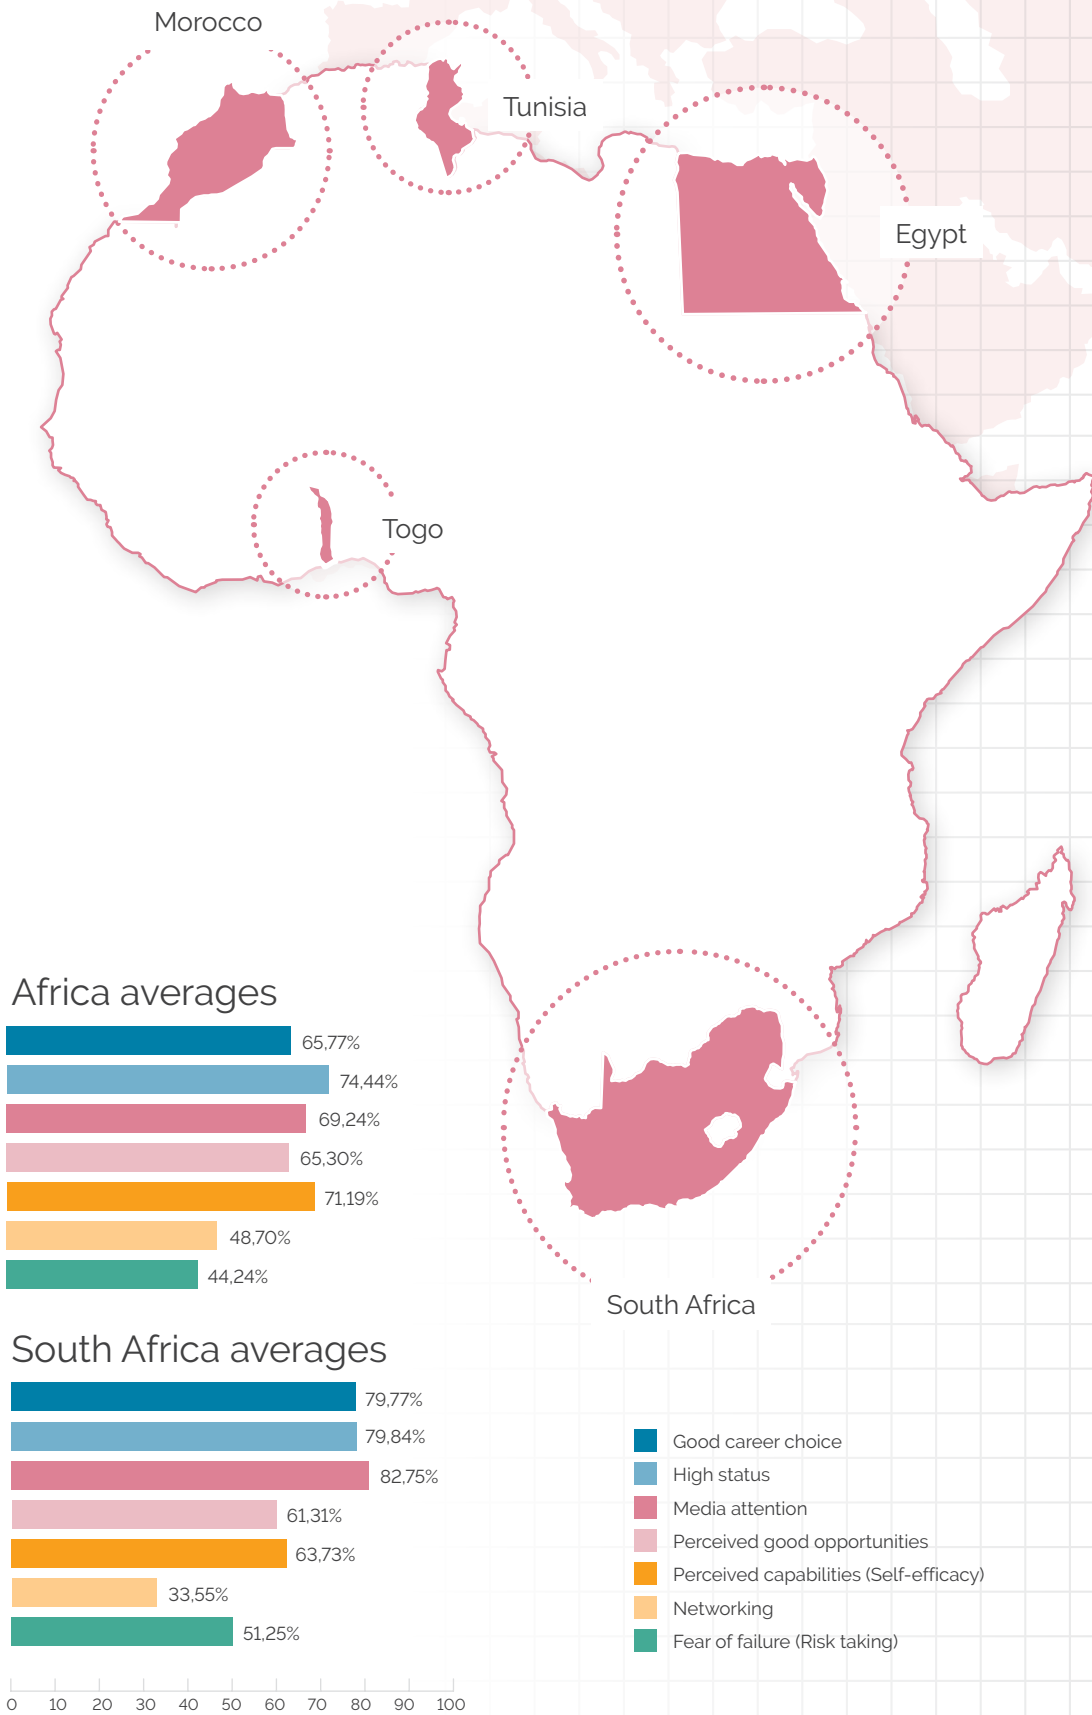 Morocco
Tunisia
Egypt
Togo
South Africa
Africa averages
65,77%
74,44%
69,24%
65,30%
71,19%
48,70%
44,24%
South Africa averages
79,77%
79,84%
82,75%
61,31%
63,73%
33,55%
51,25%
0 10 20 30 40 50 60 70 80 90 100
Good career choice
High status
Media attention
Perceived good opportunities
Perceived capabilities (Self-efficacy)
Networking
Fear of failure (Risk taking)